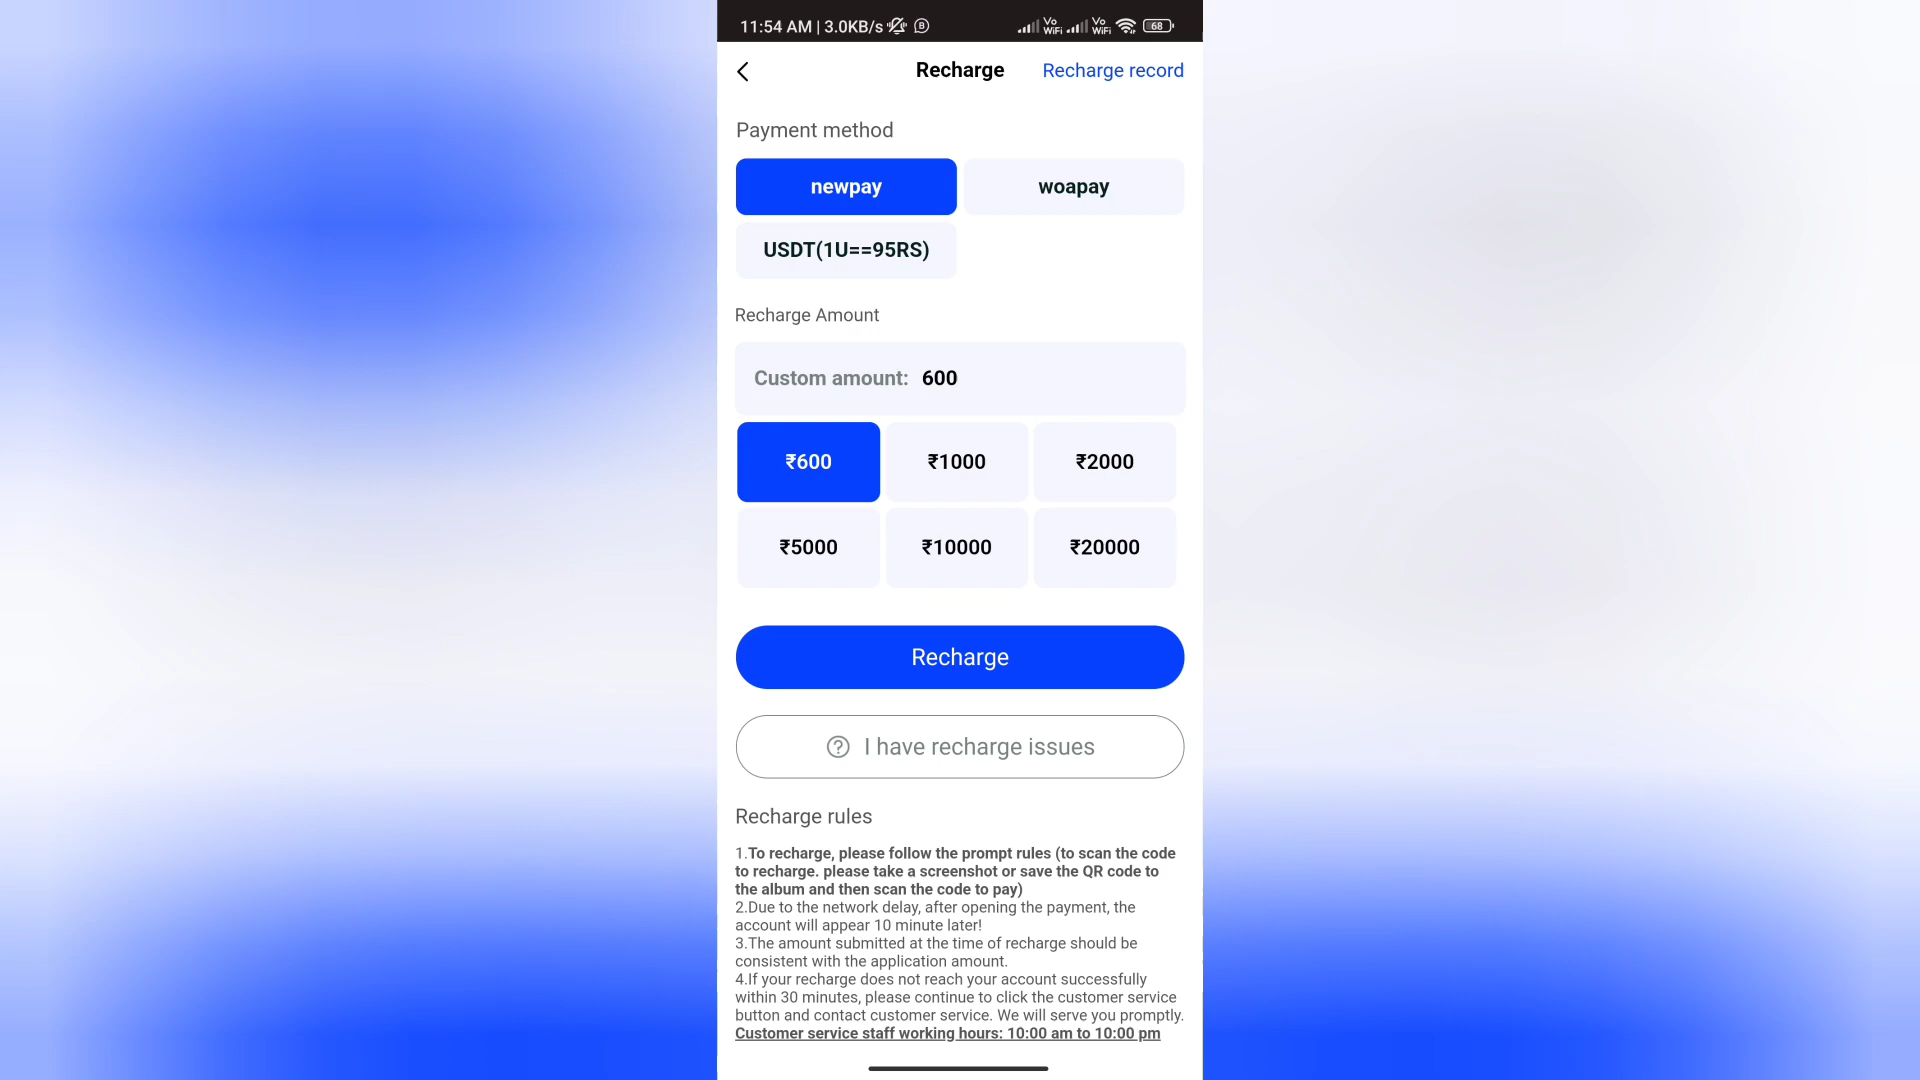 11:54 AM | 3.0KB/s B Vo WiFi Vo WiFi 68
Recharge Recharge record
Payment method
newpay woapay
USDT(1U==95RS)
Recharge Amount
Custom amount: 600
₹600 ₹1000 ₹2000
₹5000 ₹10000 ₹20000
Recharge
I have recharge issues
Recharge rules
1.To recharge, please follow the prompt rules (to scan the code
to recharge. please take a screenshot or save the QR code to
the album and then scan the code to pay)
2.Due to the network delay, after opening the payment, the
account will appear 10 minute later!
3.The amount submitted at the time of recharge should be
consistent with the application amount.
4.If your recharge does not reach your account successfully
within 30 minutes, please continue to click the customer service
button and contact customer service. We will serve you promptly.
Customer service staff working hours: 10:00 am to 10:00 pm